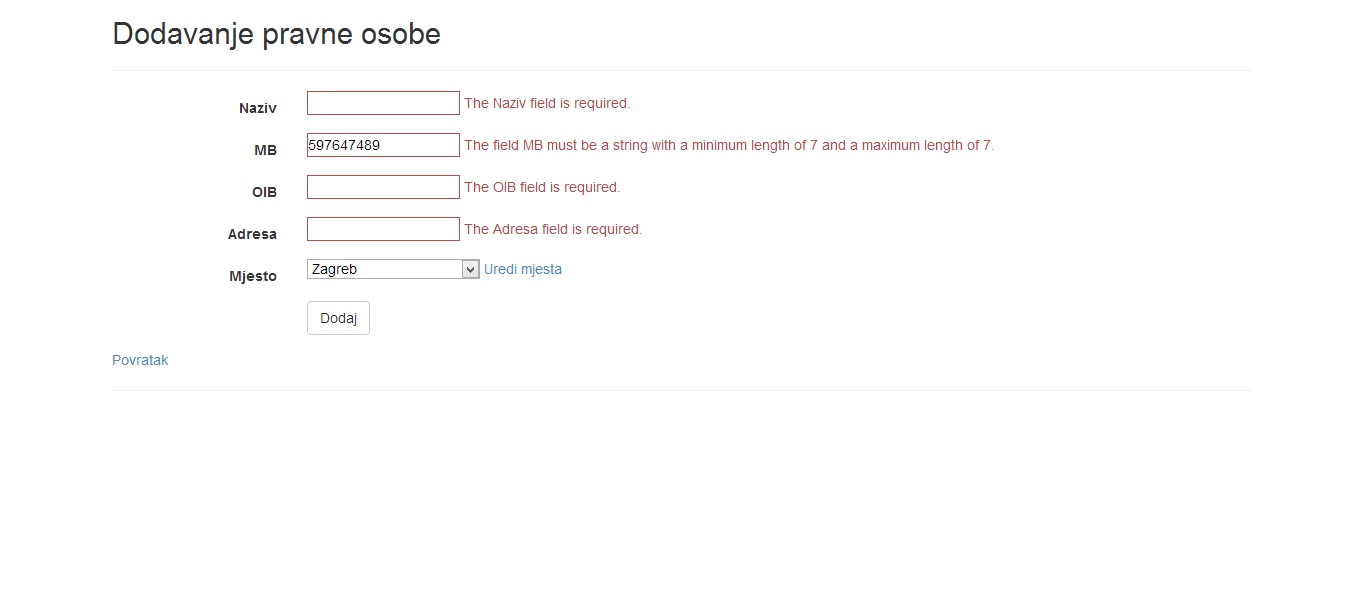 Dodavanje pravne osobe
Naziv The Naziv field is required.
MB 597647489 The field MB must be a string with a minimum length of 7 and a maximum length of 7.
OIB The OIB field is required.
Adresa The Adresa field is required.
Mjesto Zagreb Uredi mjesta
Dodaj
Povratak